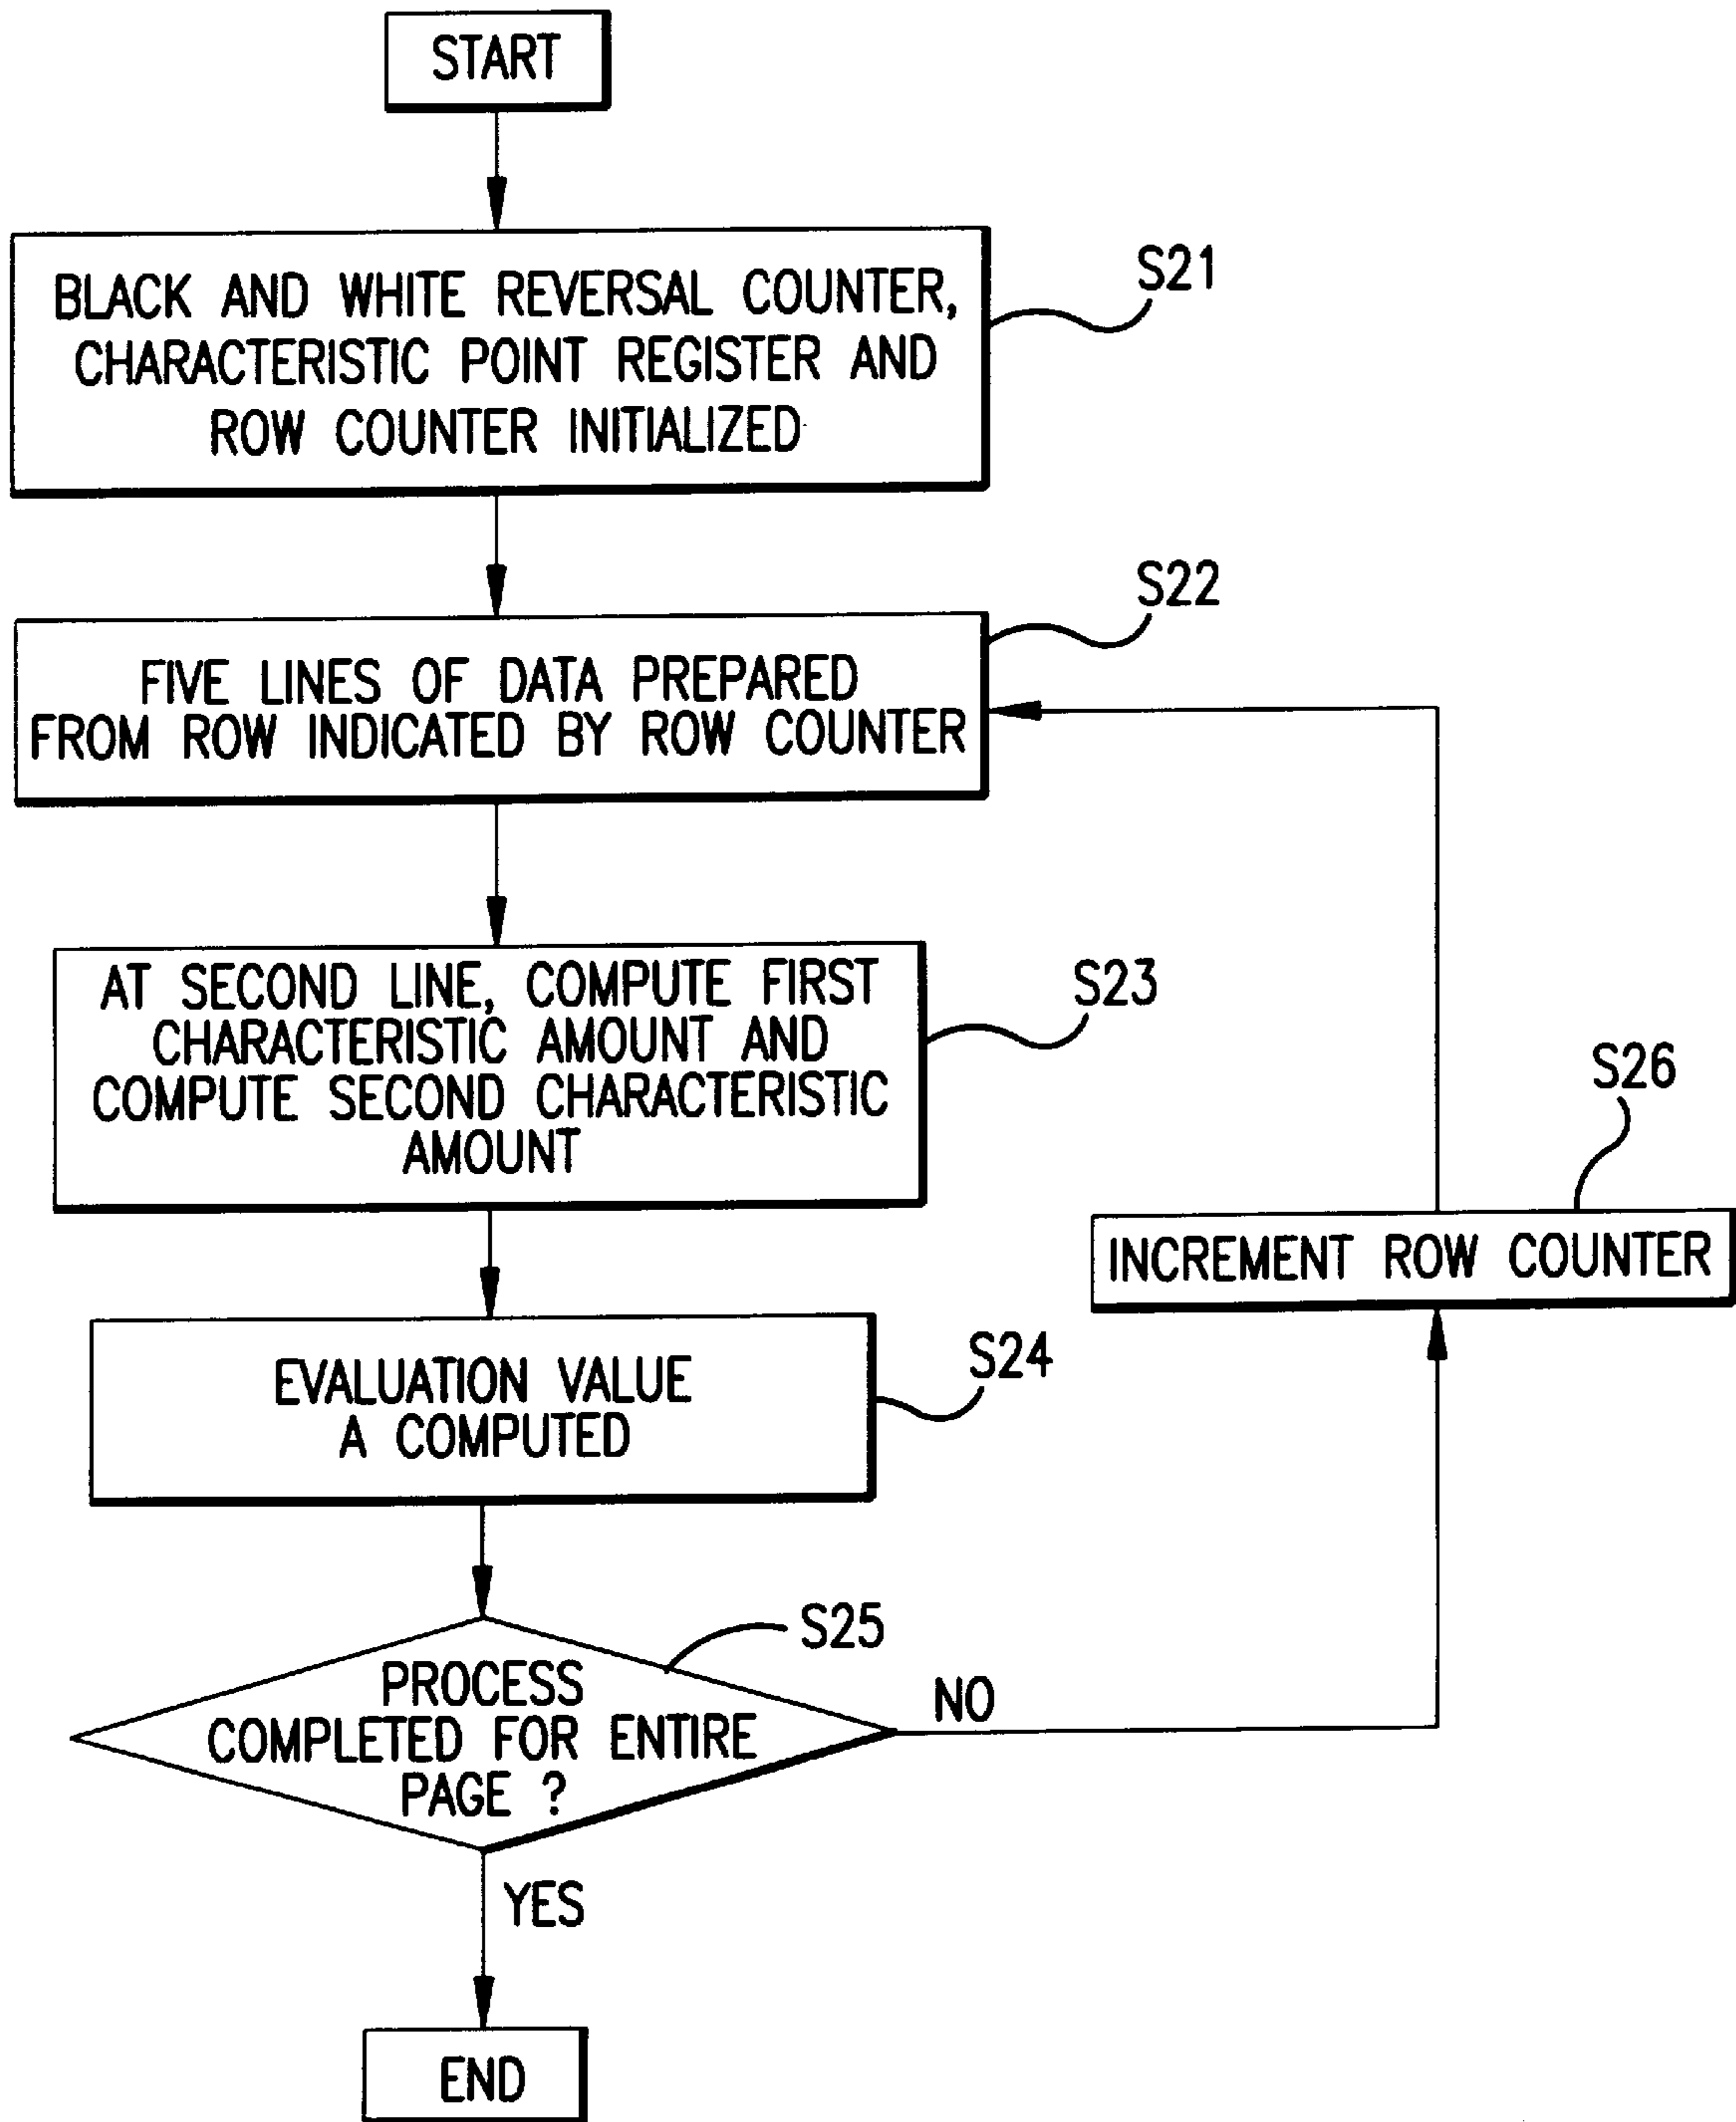 START
BLACK AND WHITE REVERSAL COUNTER,
CHARACTERISTIC POINT REGISTER AND
ROW COUNTER INITIALIZED
S21
FIVE LINES OF DATA PREPARED
FROM ROW INDICATED BY ROW COUNTER
S22
AT SECOND LINE, COMPUTE FIRST
CHARACTERISTIC AMOUNT AND
COMPUTE SECOND CHARACTERISTIC
AMOUNT
S23
EVALUATION VALUE
A COMPUTED
S24
PROCESS
COMPLETED FOR ENTIRE
PAGE ?
S25
NO
INCREMENT ROW COUNTER
S26
YES
END